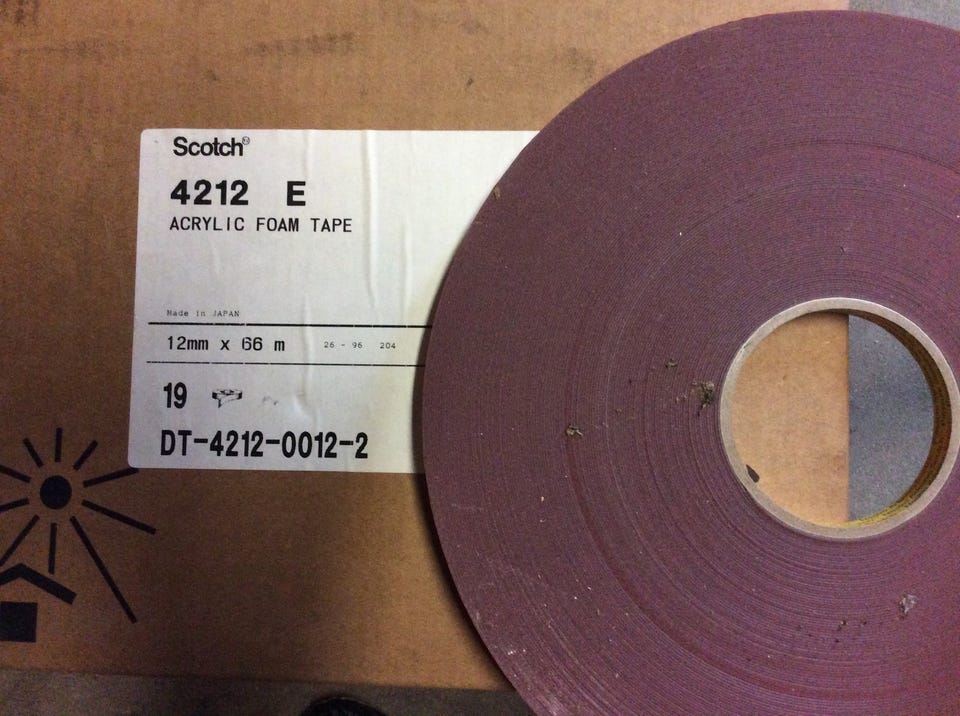 Scotch
4212 E
ACRYLIC FOAM TAPE
Made in JAPAN
12mm x 66 m 26 - 96 204
19
DT-4212-0012-2